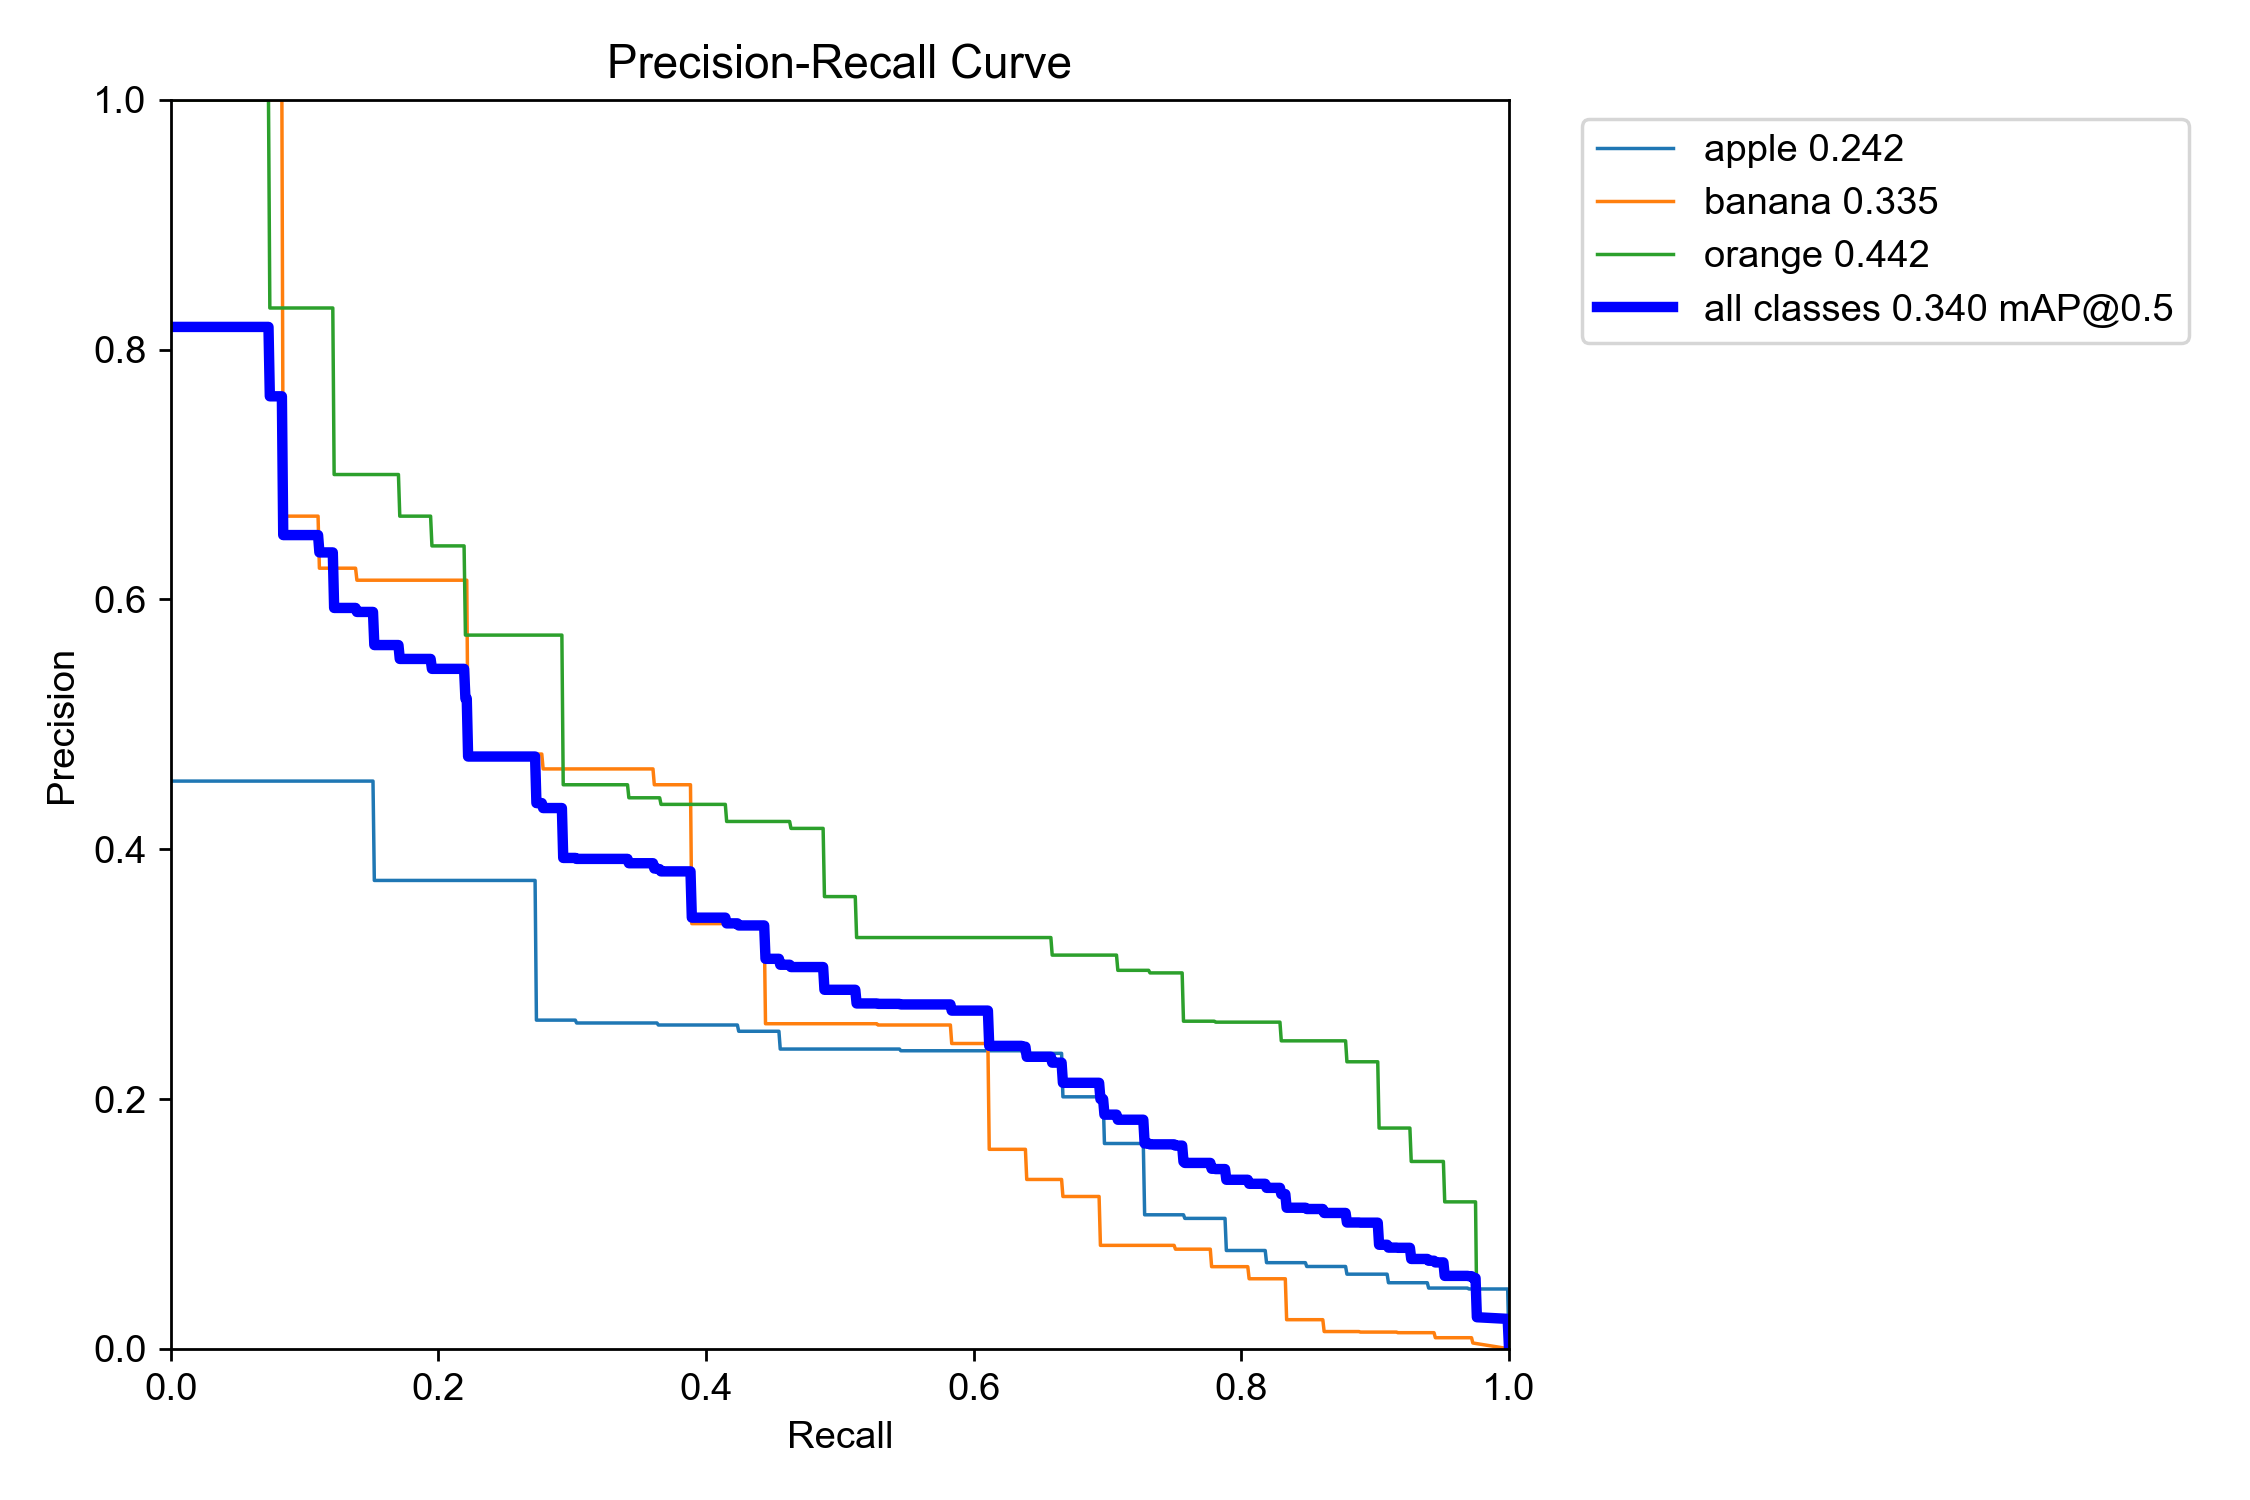 Precision-Recall Curve
1.0
0.8
0.6
0.4
0.2
0.0
Precision
0.0 0.2 0.4 0.6 0.8 1.0
Recall
apple 0.242
banana 0.335
orange 0.442
all classes 0.340 mAP@0.5